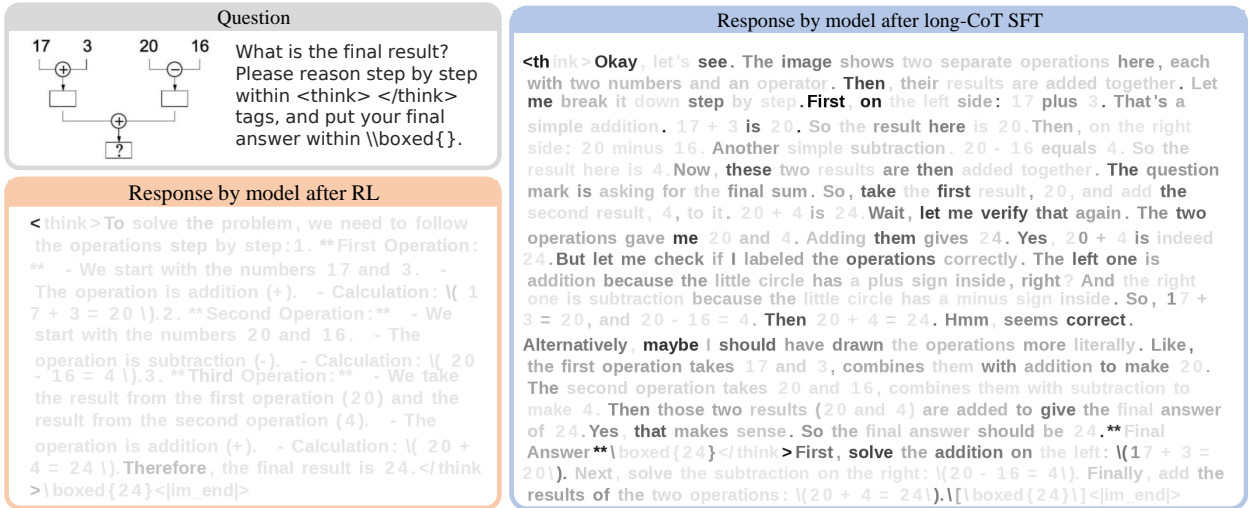 Question
17 3 20 16
+ −
+
?
What is the final result?
Please reason step by step
within <think> </think>
tags, and put your final
answer within \\boxed{}.
Response by model after RL
<think>To solve the problem, we need to follow
the operations step by step:1. **First Operation:
** - We start with the numbers 17 and 3. -
The operation is addition (+). - Calculation: \( 1
7 + 3 = 20 \).2. **Second Operation:** - We
start with the numbers 20 and 16. - The
operation is subtraction (-). - Calculation: \( 20
- 16 = 4 \).3. **Third Operation:** - We take
the result from the first operation (20) and the
result from the second operation (4). - The
operation is addition (+). - Calculation: \( 20 +
4 = 24 \).Therefore, the final result is 24.</think
>\boxed{24}<|im_end|>
Response by model after long-CoT SFT
<think>Okay, let's see. The image shows two separate operations here, each
with two numbers and an operator. Then, their results are added together. Let
me break it down step by step.First, on the left side: 17 plus 3. That's a
simple addition. 17 + 3 is 20. So the result here is 20.Then, on the right
side: 20 minus 16. Another simple subtraction. 20 - 16 equals 4. So the
result here is 4.Now, these two results are then added together. The question
mark is asking for the final sum. So, take the first result, 20, and add the
second result, 4, to it. 20 + 4 is 24.Wait, let me verify that again. The two
operations gave me 20 and 4. Adding them gives 24. Yes, 20 + 4 is indeed
24.But let me check if I labeled the operations correctly. The left one is
addition because the little circle has a plus sign inside, right? And the right
one is subtraction because the little circle has a minus sign inside. So, 17 +
3 = 20, and 20 - 16 = 4. Then 20 + 4 = 24. Hmm, seems correct.
Alternatively, maybe I should have drawn the operations more literally. Like,
the first operation takes 17 and 3, combines them with addition to make 20.
The second operation takes 20 and 16, combines them with subtraction to
make 4. Then those two results (20 and 4) are added to give the final answer
of 24.Yes, that makes sense. So the final answer should be 24.**Final
Answer**\boxed{24}</think>First, solve the addition on the left: \(17 + 3 =
20\). Next, solve the subtraction on the right: \(20 - 16 = 4\). Finally, add the
results of the two operations: \(20 + 4 = 24\).\[\boxed{24}\]<|im_end|>